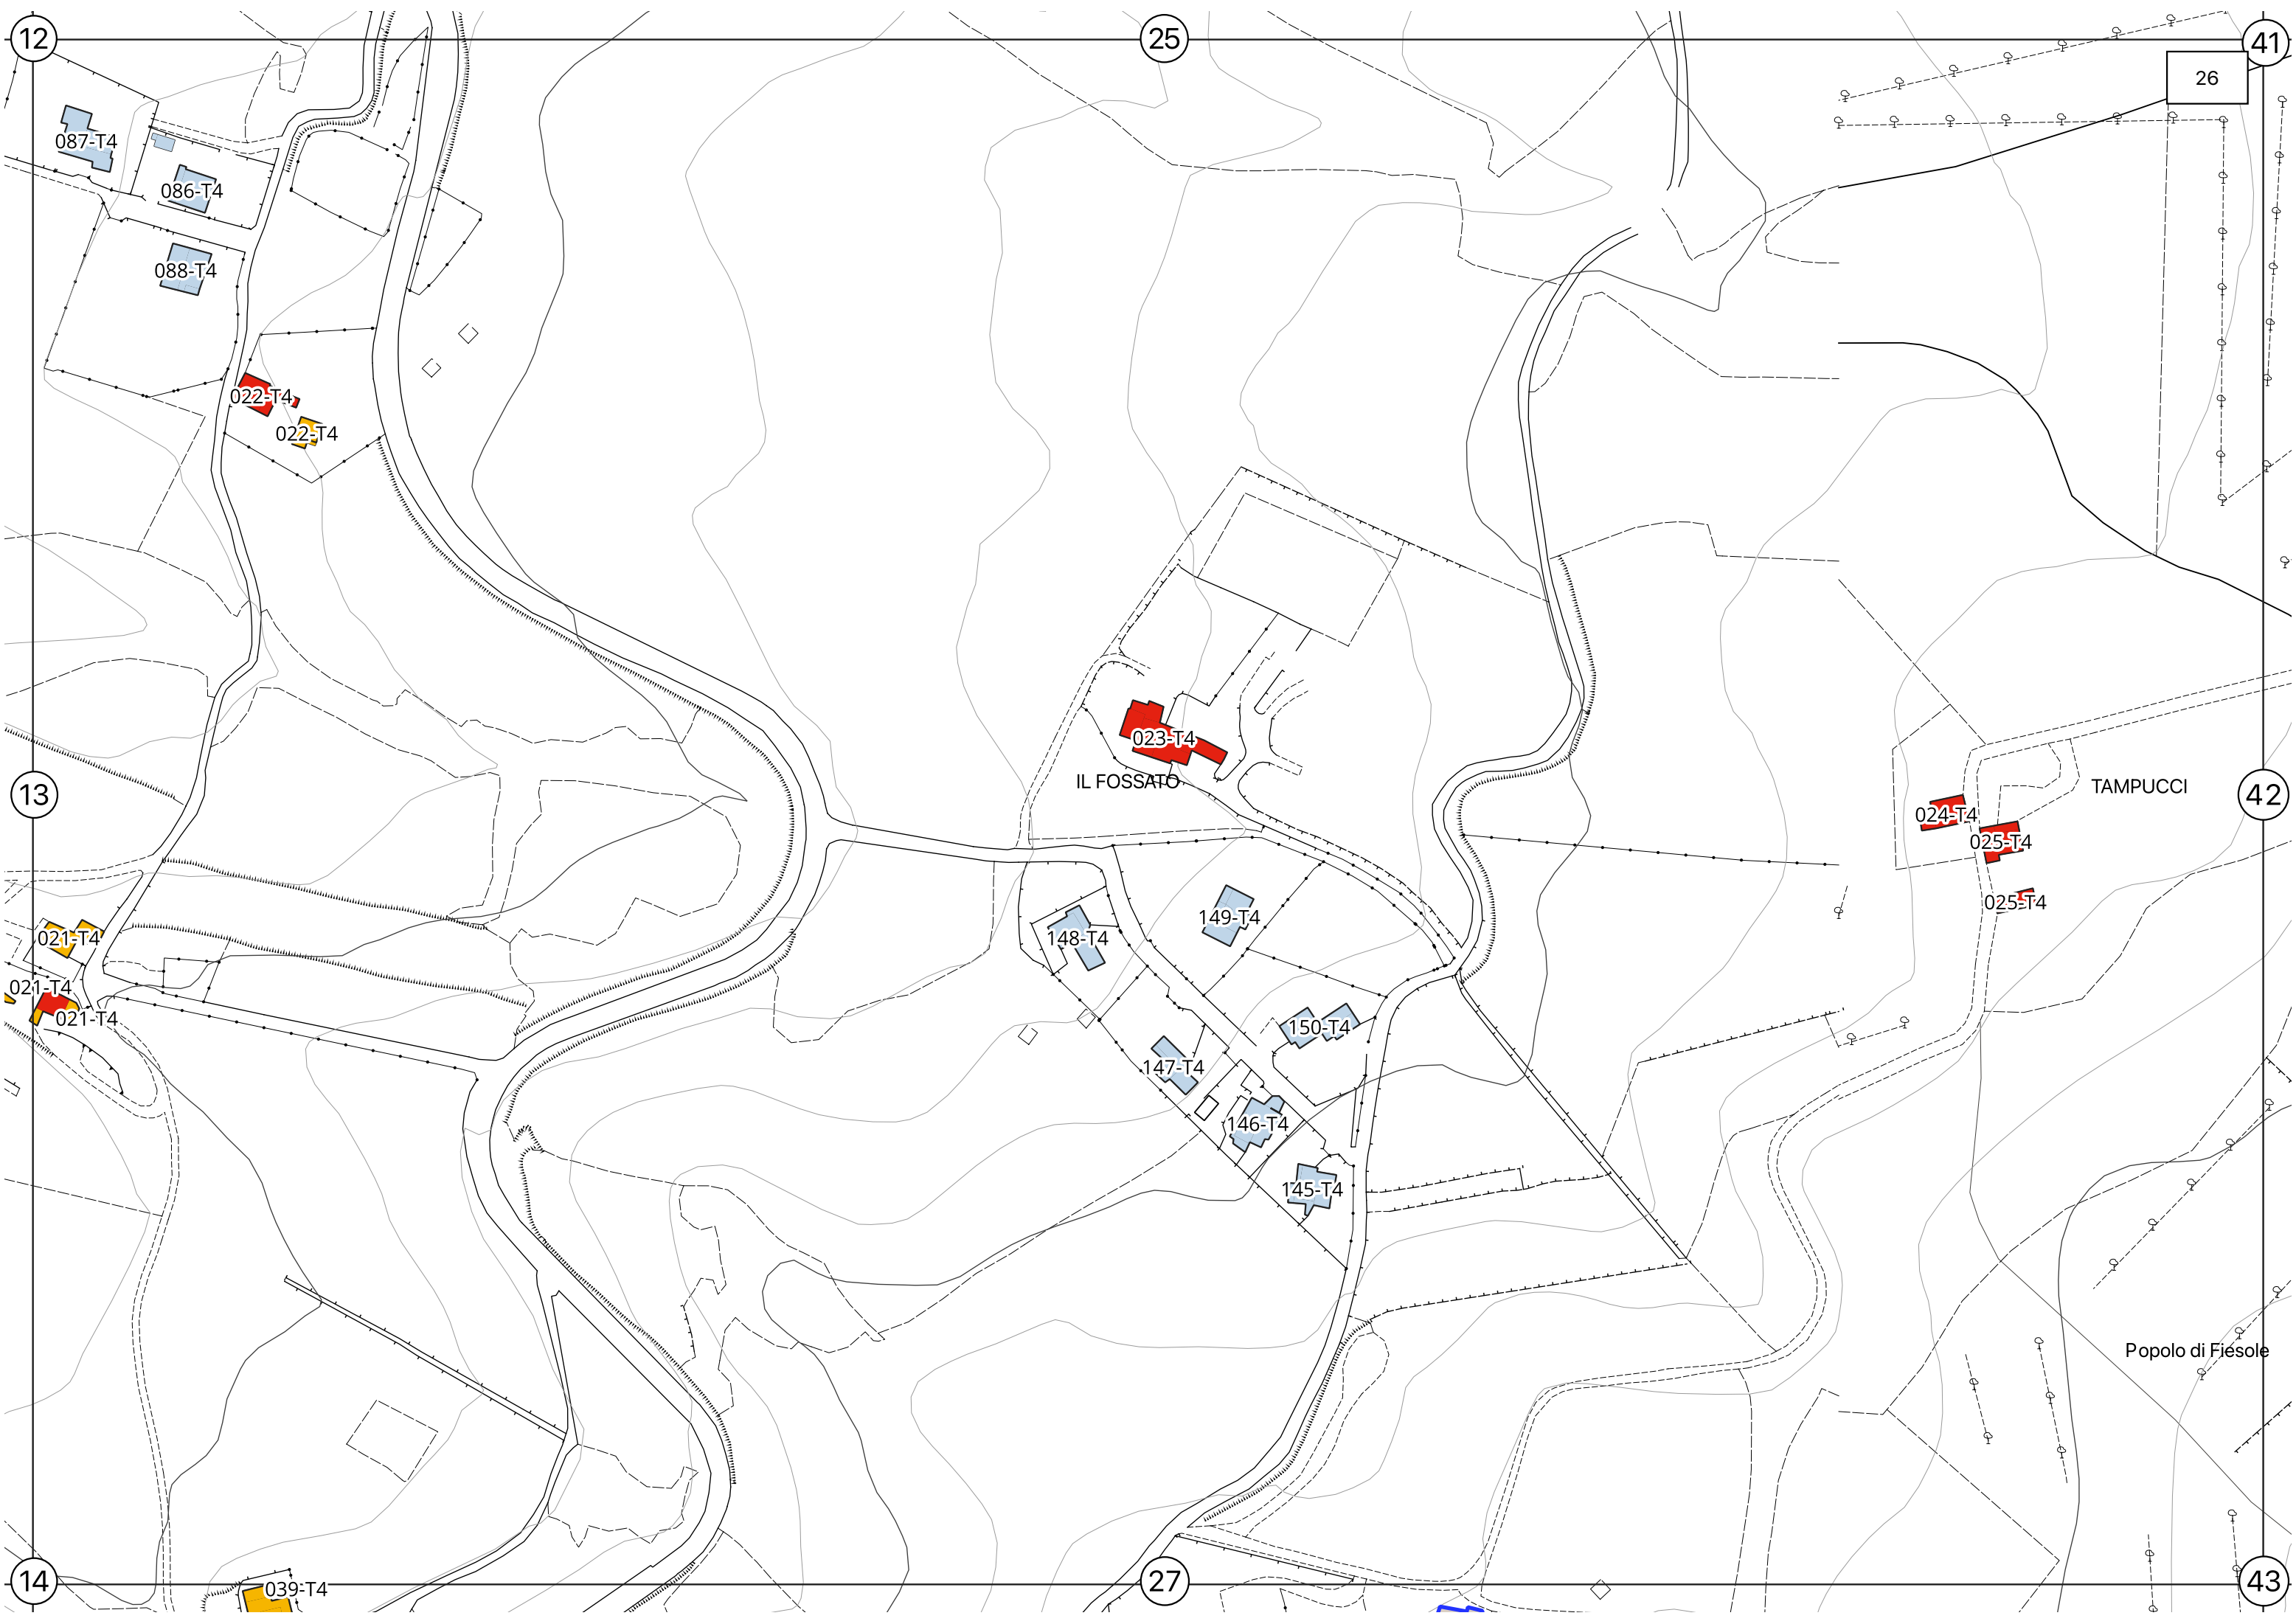 12
25
41
26
087-T4
086-T4
088-T4
022-T4
022-T4
023-T4
IL FOSSATO
13
TAMPUCCI
42
024-T4
025-T4
025-T4
149-T4
148-T4
021-T4
021-T4
021-T4
150-T4
147-T4
146-T4
145-T4
Popolo di Fiesole
14
039-T4
27
43